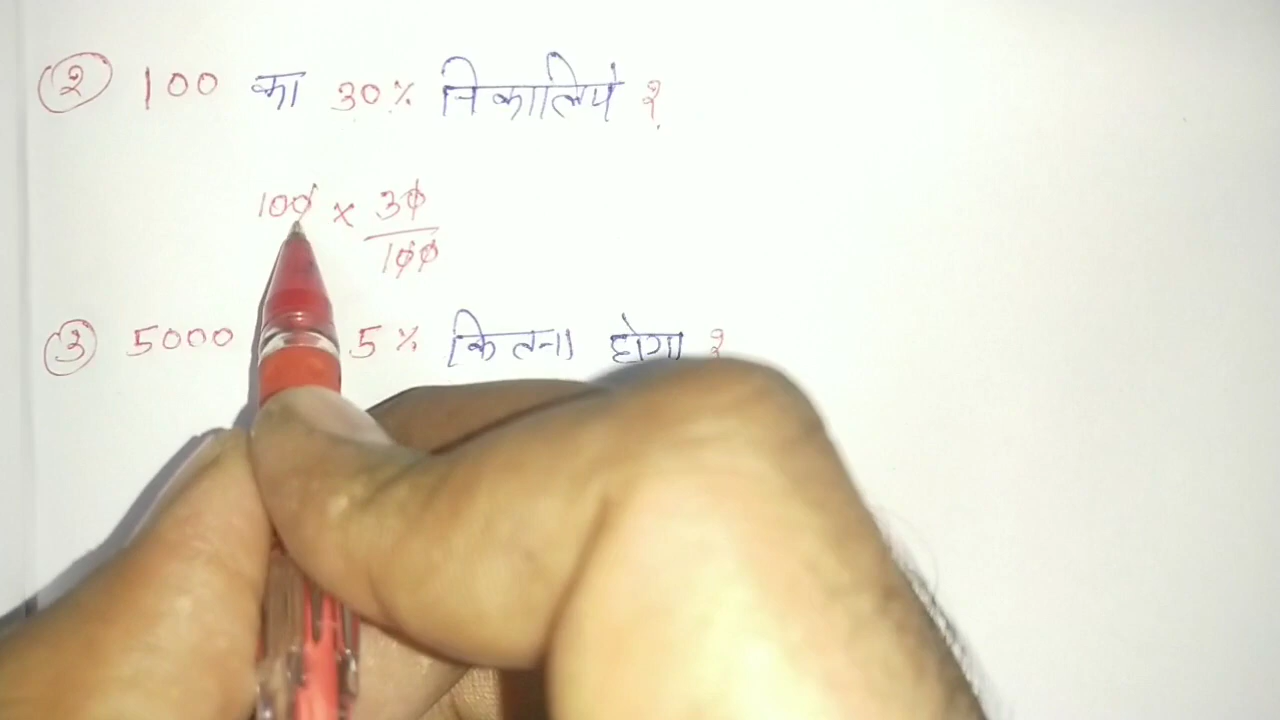 ② 100 का 30% निकालिये ?
100 × 30/100
③ 5000 5% कितना होगा ?